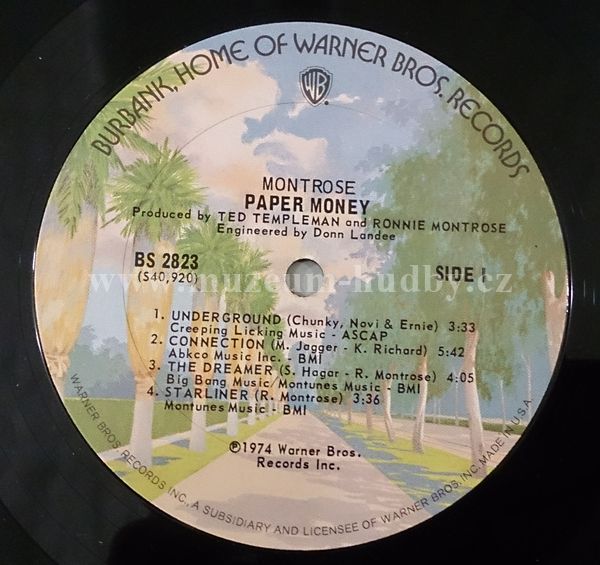 BURBANK, HOME OF WARNER BROS. RECORDS
WB
MONTROSE
PAPER MONEY
Produced by TED TEMPLEMAN and RONNIE MONTROSE
Engineered by Donn Landee
BS 2823
(S40,920)
SIDE 1
www.muzeum-hudby.cz
1. UNDERGROUND (Chunky, Novi & Ernie) 3:33
Creeping Licking Music - ASCAP
2. CONNECTION (M. Jagger - K. Richard) 5:42
Abkco Music Inc. - BMI
3. THE DREAMER (S. Hagar - R. Montrose) 4:05
Big Bang Music/Montunes Music - BMI
4. STARLINER (R. Montrose) 3:36
Montunes Music - BMI
℗1974 Warner Bros.
Records Inc.
WARNER BROS. RECORDS INC., A SUBSIDIARY AND LICENSEE OF WARNER BROS. INC. MADE IN U.S.A.